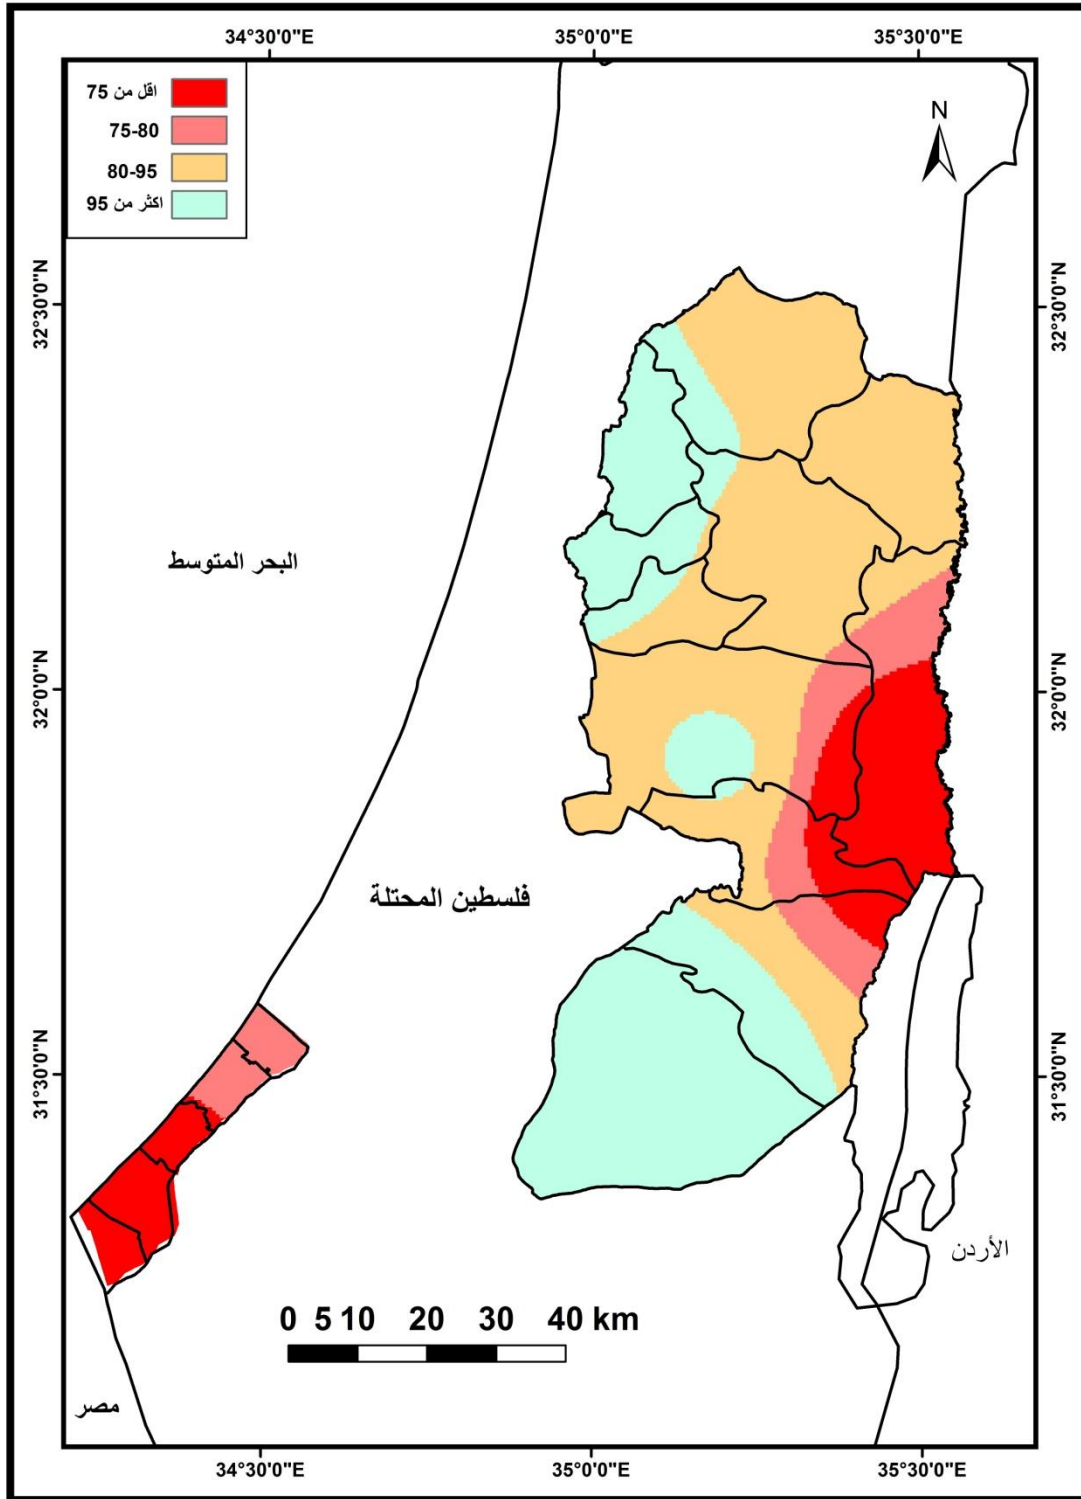 34°30'0"E 35°0'0"E 35°30'0"E
اقل من 75
75-80
80-95
اكثر من 95
N
32°30'0"N 32°30'0"N
البحر المتوسط
32°0'0"N 32°0'0"N
فلسطين المحتلة
31°30'0"N 31°30'0"N
الأردن
0 5 10 20 30 40 km
مصر
34°30'0"E 35°0'0"E 35°30'0"E